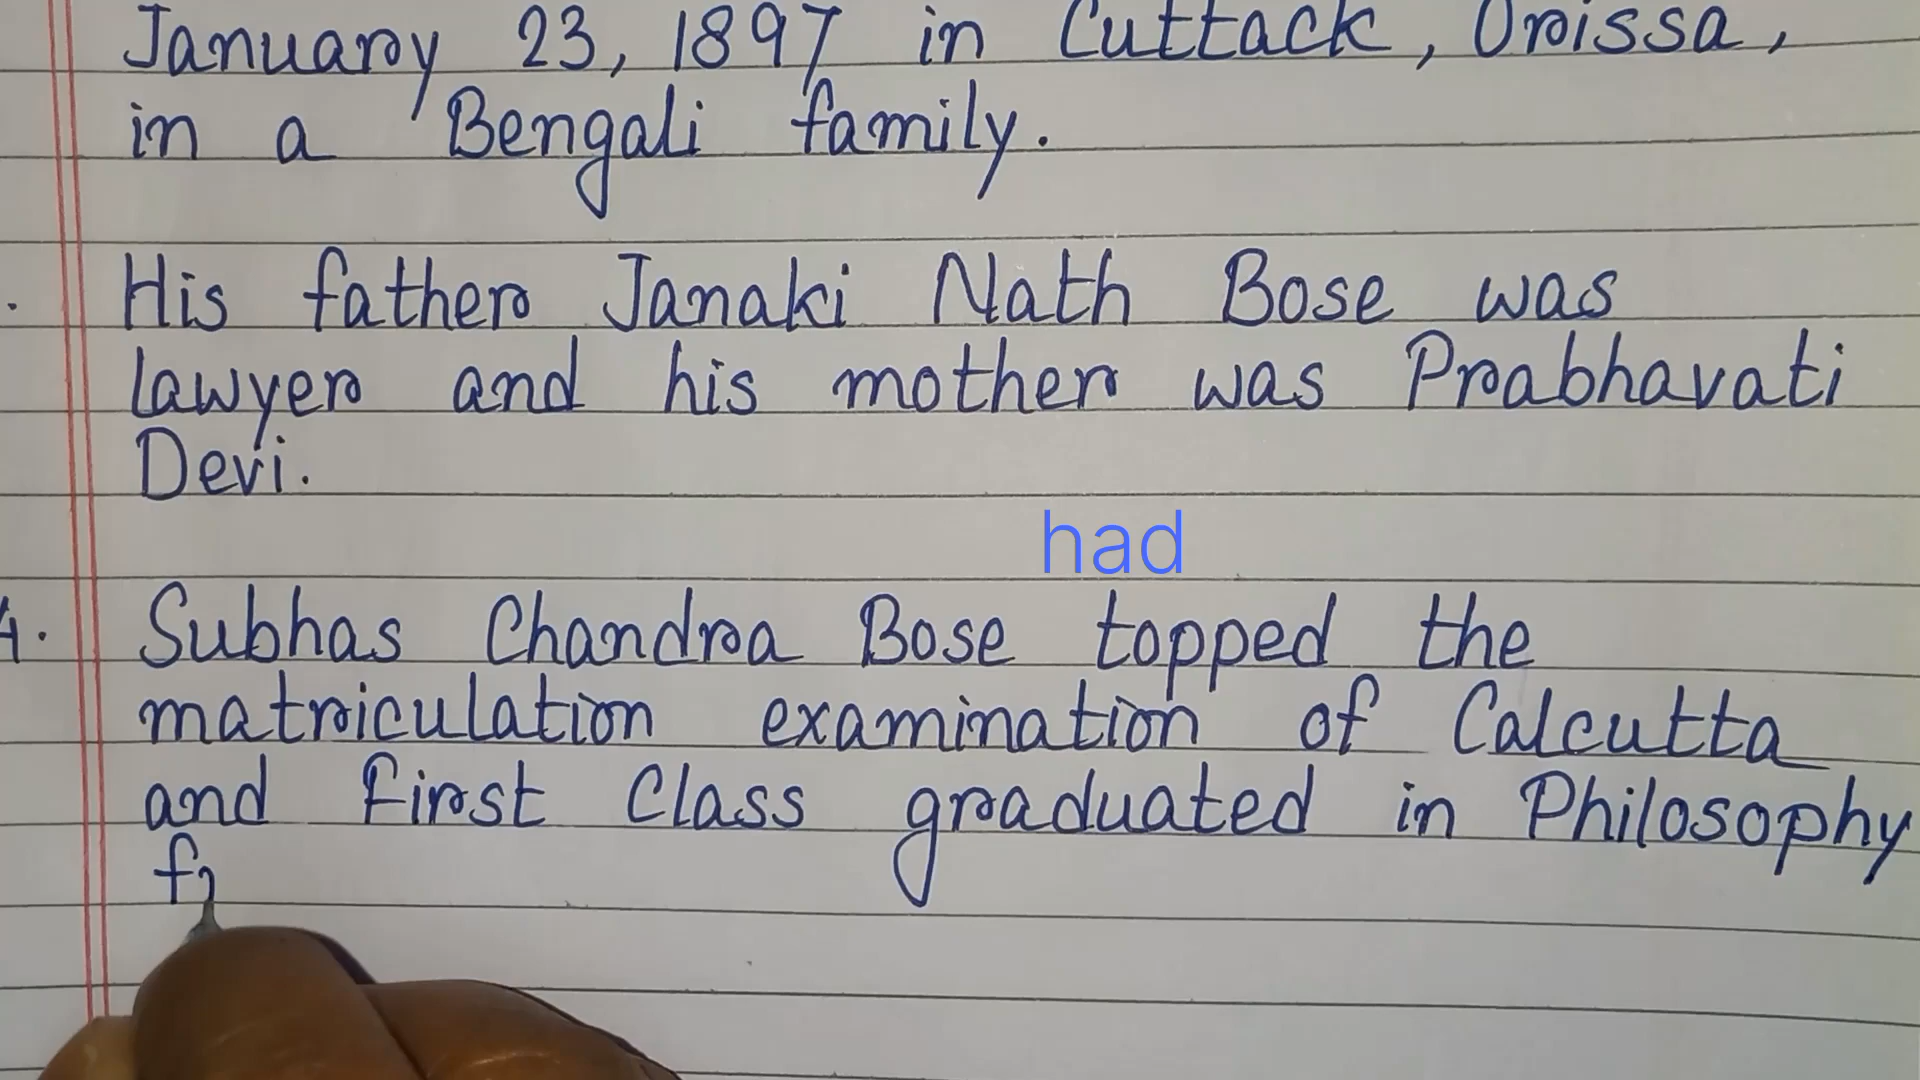 January 23, 1897 in Cuttack, Orissa,
in a Bengali family.
His father Janaki Nath Bose was
lawyer and his mother was Prabhavati
Devi.
had
4. Subhas Chandra Bose topped the
matriculation examination of Calcutta
and first class graduated in Philosophy